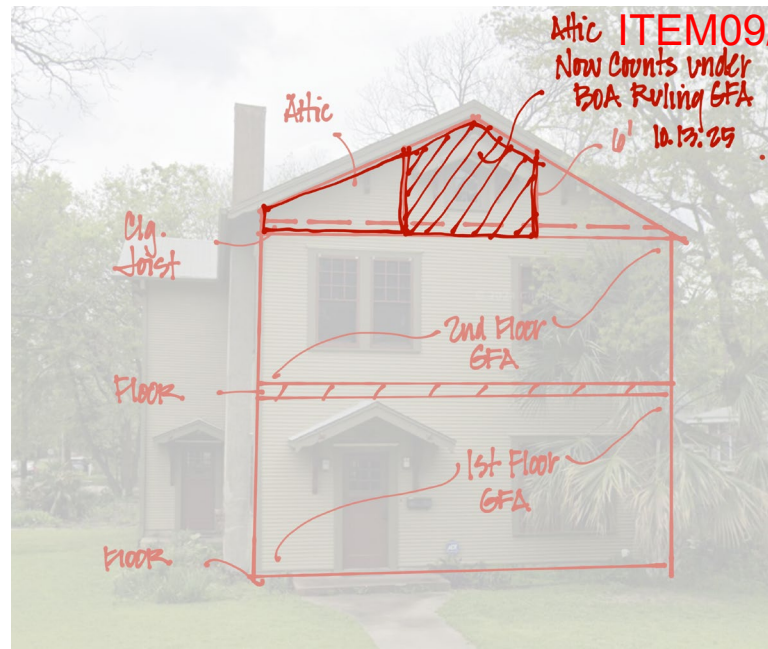 Attic ITEM09
Now Counts under
BOA Ruling GFA
10.13.25
Attic
6'
Clg.
Joist
2nd Floor
GFA
Floor
1st Floor
GFA
Floor